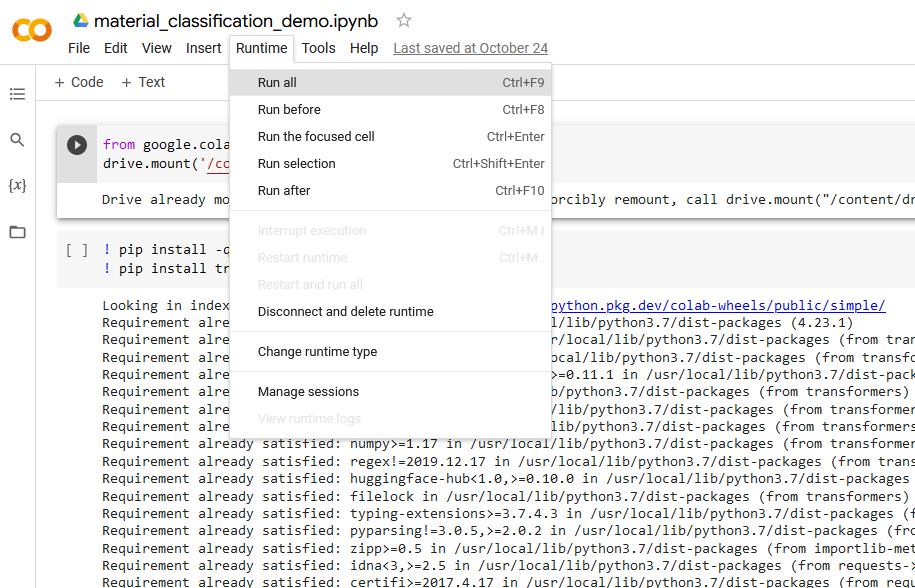 material_classification_demo.ipynb
File Edit View Insert Runtime Tools Help Last saved at October 24
+ Code + Text
Run all Ctrl+F9
Run before Ctrl+F8
Run the focused cell Ctrl+Enter
Run selection Ctrl+Shift+Enter
Run after Ctrl+F10
Interrupt execution Ctrl+M I
Restart runtime Ctrl+M .
Restart and run all
Disconnect and delete runtime
Change runtime type
Manage sessions
View runtime logs
{x}
from google.cola
drive.mount('/co
Drive already mo orcibly remount, call drive.mount("/content/dr
[ ] ! pip install -q
! pip install tr
Looking in index python.pkg.dev/colab-wheels/public/simple/
Requirement alre l/lib/python3.7/dist-packages (4.23.1)
Requirement alre r/local/lib/python3.7/dist-packages (from tran
Requirement alre ocal/lib/python3.7/dist-packages (from transfo
Requirement alre >=0.11.1 in /usr/local/lib/python3.7/dist-pack
Requirement alre b/python3.7/dist-packages (from transformers)
Requirement alre /lib/python3.7/dist-packages (from transformer
Requirement alre lib/python3.7/dist-packages (from transformers
Requirement already satisfied: numpy>=1.17 in /usr/local/lib/python3.7/dist-packages (from transformer
Requirement already satisfied: regex!=2019.12.17 in /usr/local/lib/python3.7/dist-packages (from trans
Requirement already satisfied: huggingface-hub<1.0,>=0.10.0 in /usr/local/lib/python3.7/dist-packages
Requirement already satisfied: filelock in /usr/local/lib/python3.7/dist-packages (from transformers)
Requirement already satisfied: typing-extensions>=3.7.4.3 in /usr/local/lib/python3.7/dist-packages (f
Requirement already satisfied: pyparsing!=3.0.5,>=2.0.2 in /usr/local/lib/python3.7/dist-packages (fro
Requirement already satisfied: zipp>=0.5 in /usr/local/lib/python3.7/dist-packages (from importlib-met
Requirement already satisfied: idna<3,>=2.5 in /usr/local/lib/python3.7/dist-packages (from requests->
Requirement already satisfied: certifi>=2017.4.17 in /usr/local/lib/python3.7/dist-packages (from requ